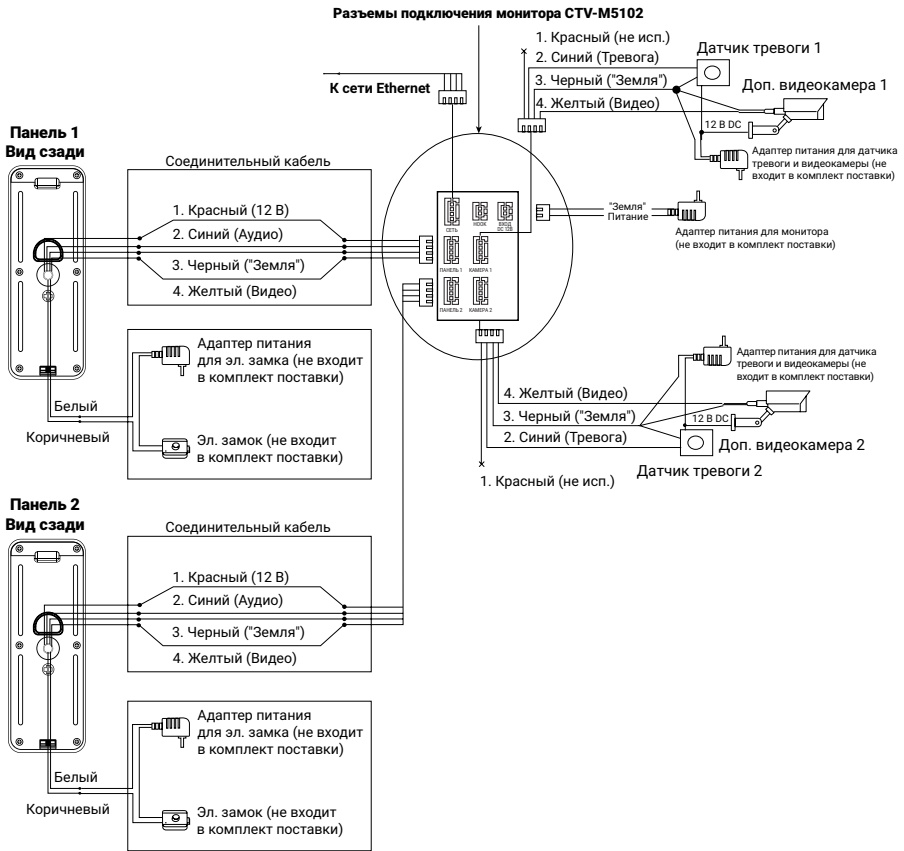 Разъемы подключения монитора CTV-M5102
1. Красный (не исп.)
2. Синий (Тревога)
3. Черный ("Земля")
4. Желтый (Видео)
Датчик тревоги 1
Доп. видеокамера 1
12 В DC
Адаптер питания для датчика
тревоги и видеокамеры (не
входит в комплект поставки)
К сети Ethernet
"Земля"
Питание
Адаптер питания для монитора
(не входит в комплект поставки)
СЕТЬ
HOOK
ВХОД
DC 12В
ПАНЕЛЬ 1
КАМЕРА 1
ПАНЕЛЬ 2
КАМЕРА 2
Панель 1
Вид сзади
Соединительный кабель
1. Красный (12 В)
2. Синий (Аудио)
3. Черный ("Земля")
4. Желтый (Видео)
Адаптер питания
для эл. замка (не входит
в комплект поставки)
Белый
Коричневый
Эл. замок (не входит
в комплект поставки)
Адаптер питания для датчика
тревоги и видеокамеры (не
входит в комплект поставки)
4. Желтый (Видео)
3. Черный ("Земля")
2. Синий (Тревога)
1. Красный (не исп.)
12 В DC
Доп. видеокамера 2
Датчик тревоги 2
Панель 2
Вид сзади
Соединительный кабель
1. Красный (12 В)
2. Синий (Аудио)
3. Черный ("Земля")
4. Желтый (Видео)
Адаптер питания
для эл. замка (не входит
в комплект поставки)
Белый
Коричневый
Эл. замок (не входит
в комплект поставки)